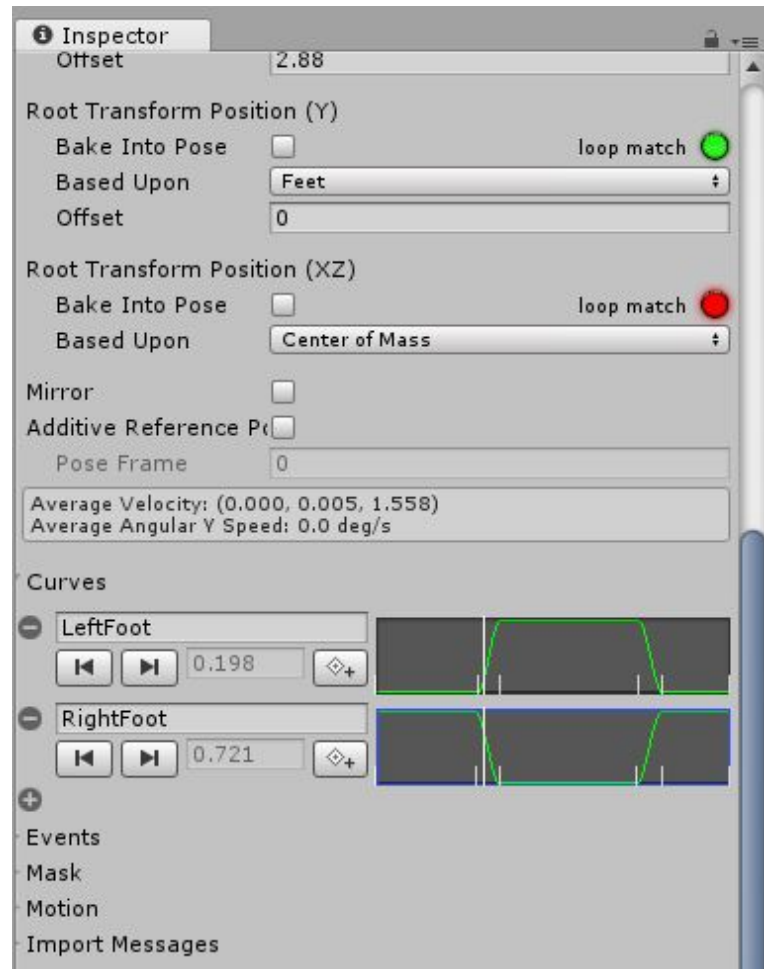 Inspector
Offset 2.88
Root Transform Position (Y)
Bake Into Pose loop match
Based Upon Feet
Offset 0
Root Transform Position (XZ)
Bake Into Pose loop match
Based Upon Center of Mass
Mirror
Additive Reference Po
Pose Frame 0
Average Velocity: (0.000, 0.005, 1.558)
Average Angular Y Speed: 0.0 deg/s
Curves
LeftFoot
0.198
RightFoot
0.721
Events
Mask
Motion
Import Messages